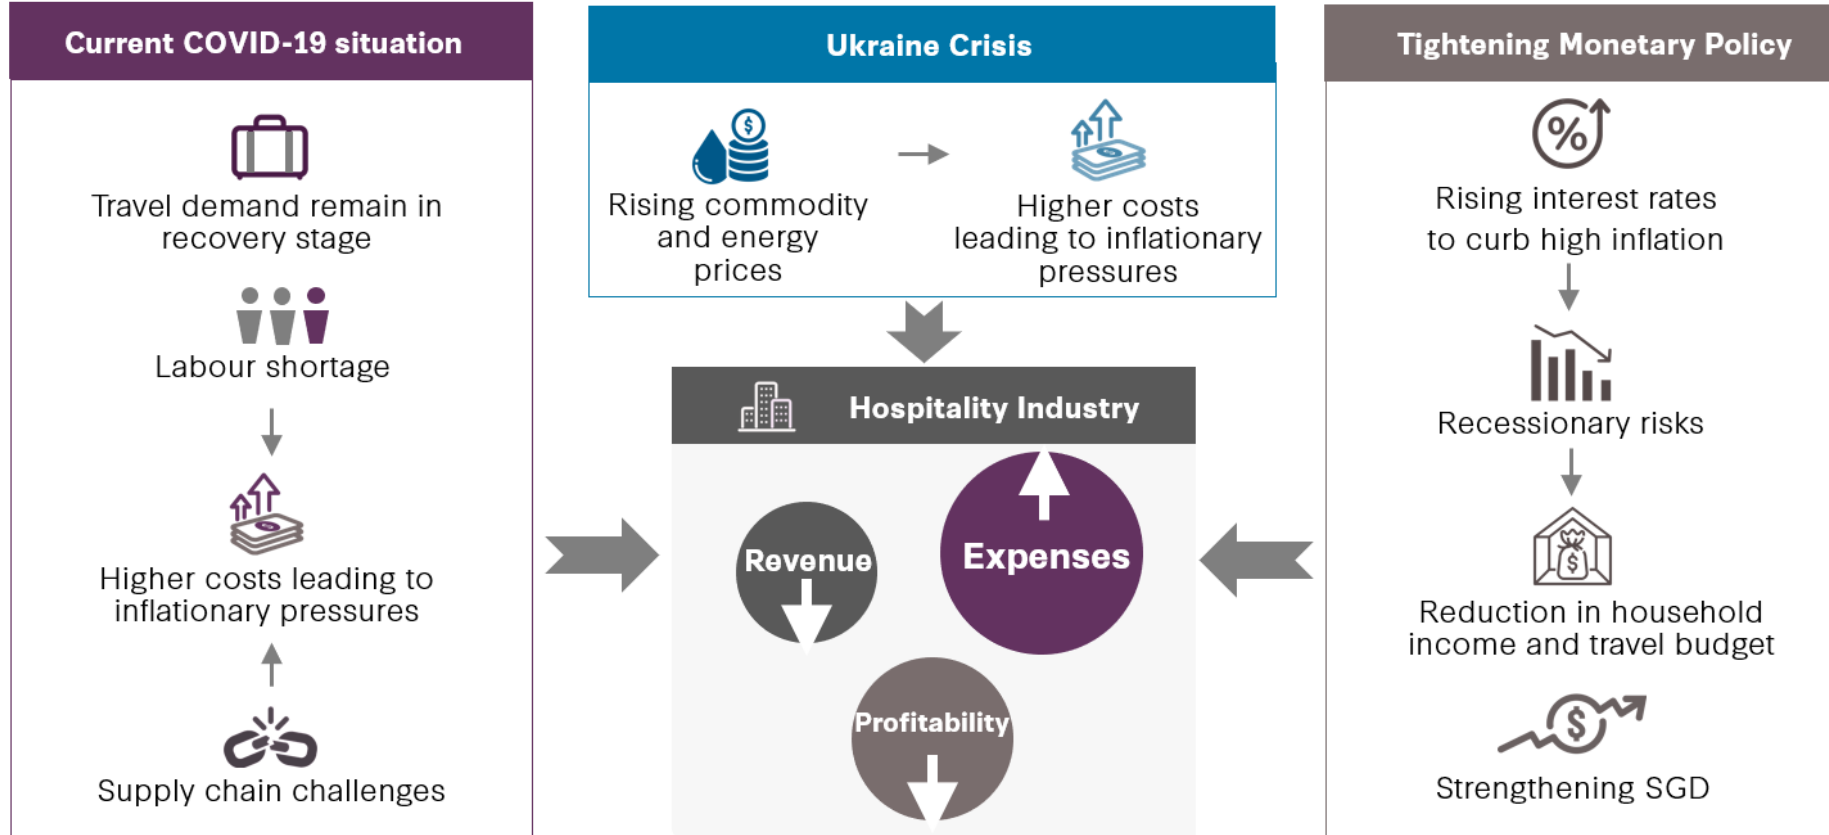 Current COVID-19 situation
Travel demand remain in
recovery stage
Labour shortage
Higher costs leading to
inflationary pressures
Supply chain challenges
Ukraine Crisis
$
Rising commodity
and energy
prices
Higher costs
leading to inflationary
pressures
Hospitality Industry
Revenue
Expenses
Profitability
Tightening Monetary Policy
%
Rising interest rates
to curb high inflation
Recessionary risks
$
Reduction in household
income and travel budget
$
Strengthening SGD